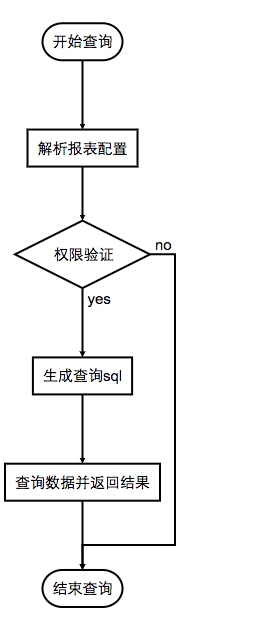 开始查询
解析报表配置
权限验证
no
yes
生成查询sql
查询数据并返回结果
结束查询